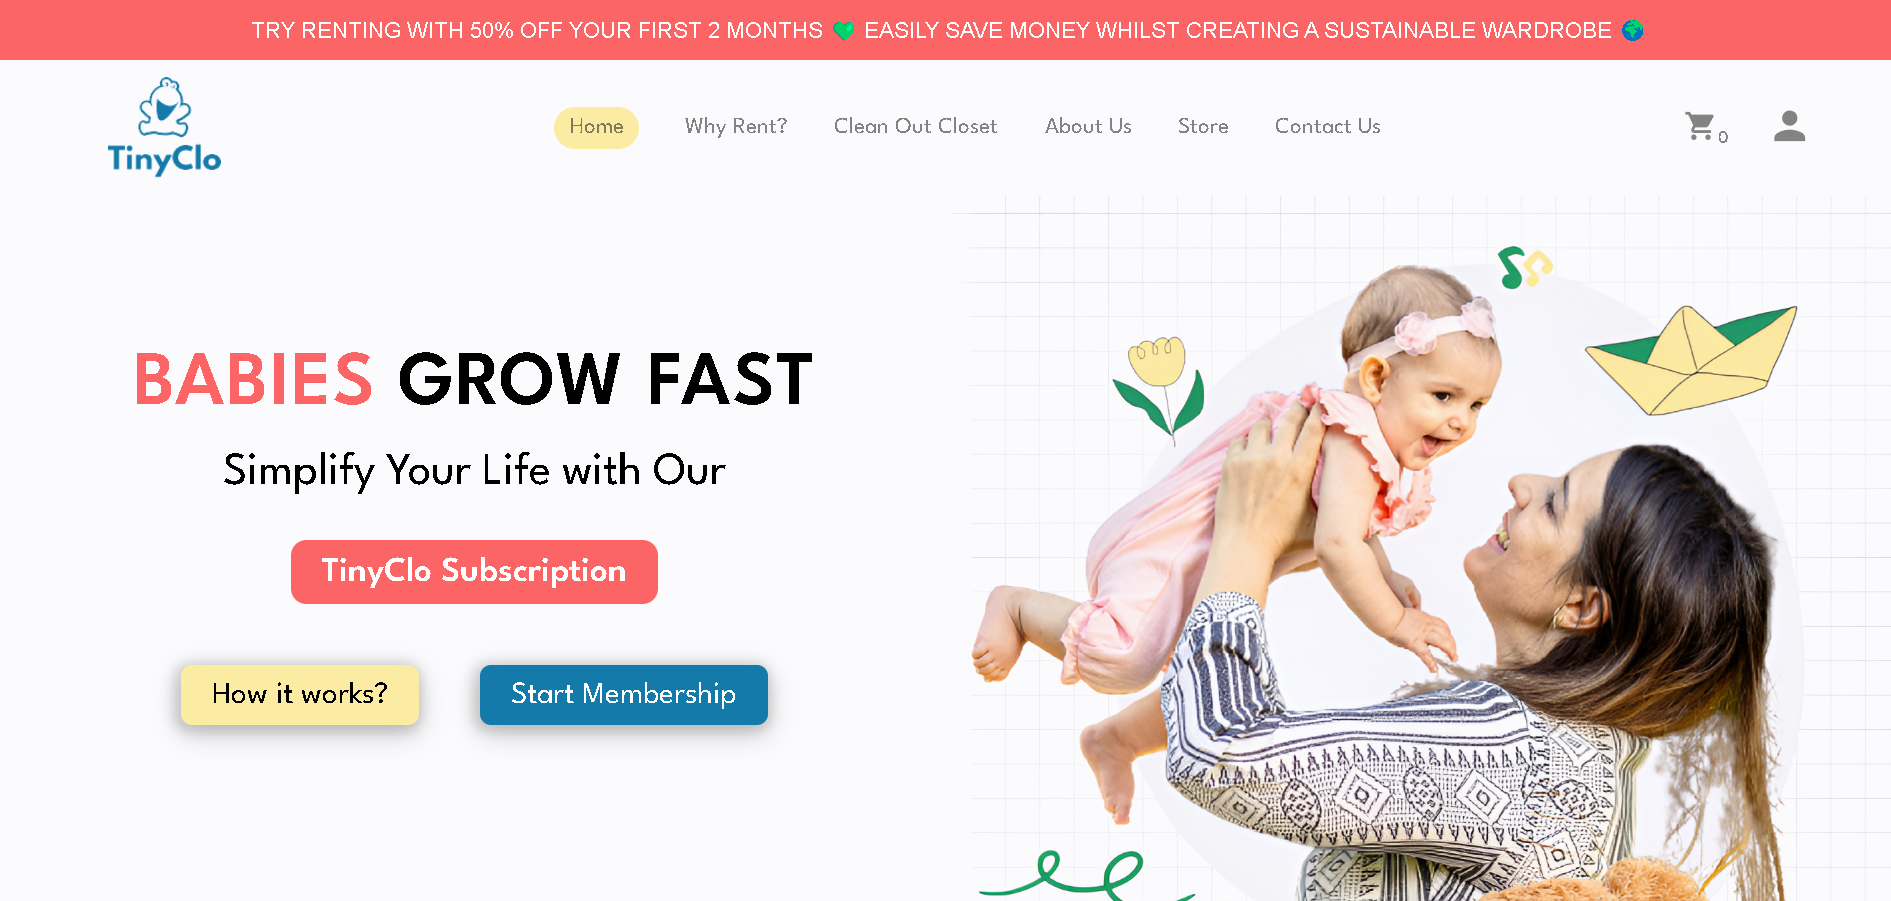 TRY RENTING WITH 50% OFF YOUR FIRST 2 MONTHS 💚 EASILY SAVE MONEY WHILST CREATING A SUSTAINABLE WARDROBE 🌍
TinyClo
Home Why Rent? Clean Out Closet About Us Store Contact Us 0
BABIES GROW FAST
Simplify Your Life with Our
TinyClo Subscription
How it works? Start Membership